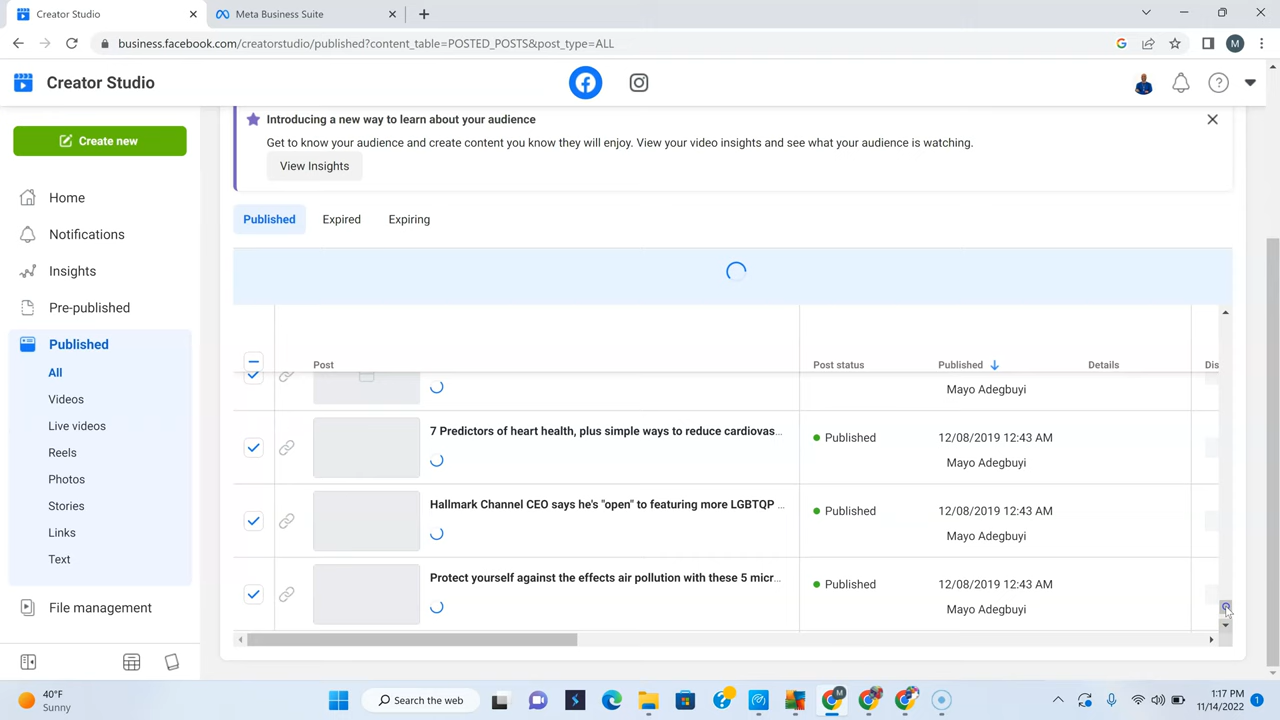 Creator Studio
Meta Business Suite
business.facebook.com/creatorstudio/published?content_table=POSTED_POSTS&post_type=ALL
M
Creator Studio
Create new
Home
Notifications
Insights
Pre-published
Published
All
Videos
Live videos
Reels
Photos
Stories
Links
Text
File management
Introducing a new way to learn about your audience
Get to know your audience and create content you know they will enjoy. View your video insights and see what your audience is watching.
View Insights
Published Expired Expiring
Post Post status Published Details Dis
Mayo Adegbuyi
7 Predictors of heart health, plus simple ways to reduce cardiovas... Published 12/08/2019 12:43 AM
Mayo Adegbuyi
Hallmark Channel CEO says he's "open" to featuring more LGBTQP ... Published 12/08/2019 12:43 AM
Mayo Adegbuyi
Protect yourself against the effects air pollution with these 5 micr... Published 12/08/2019 12:43 AM
Mayo Adegbuyi
40°F
Sunny
Search the web
M
1:17 PM
11/14/2022
1